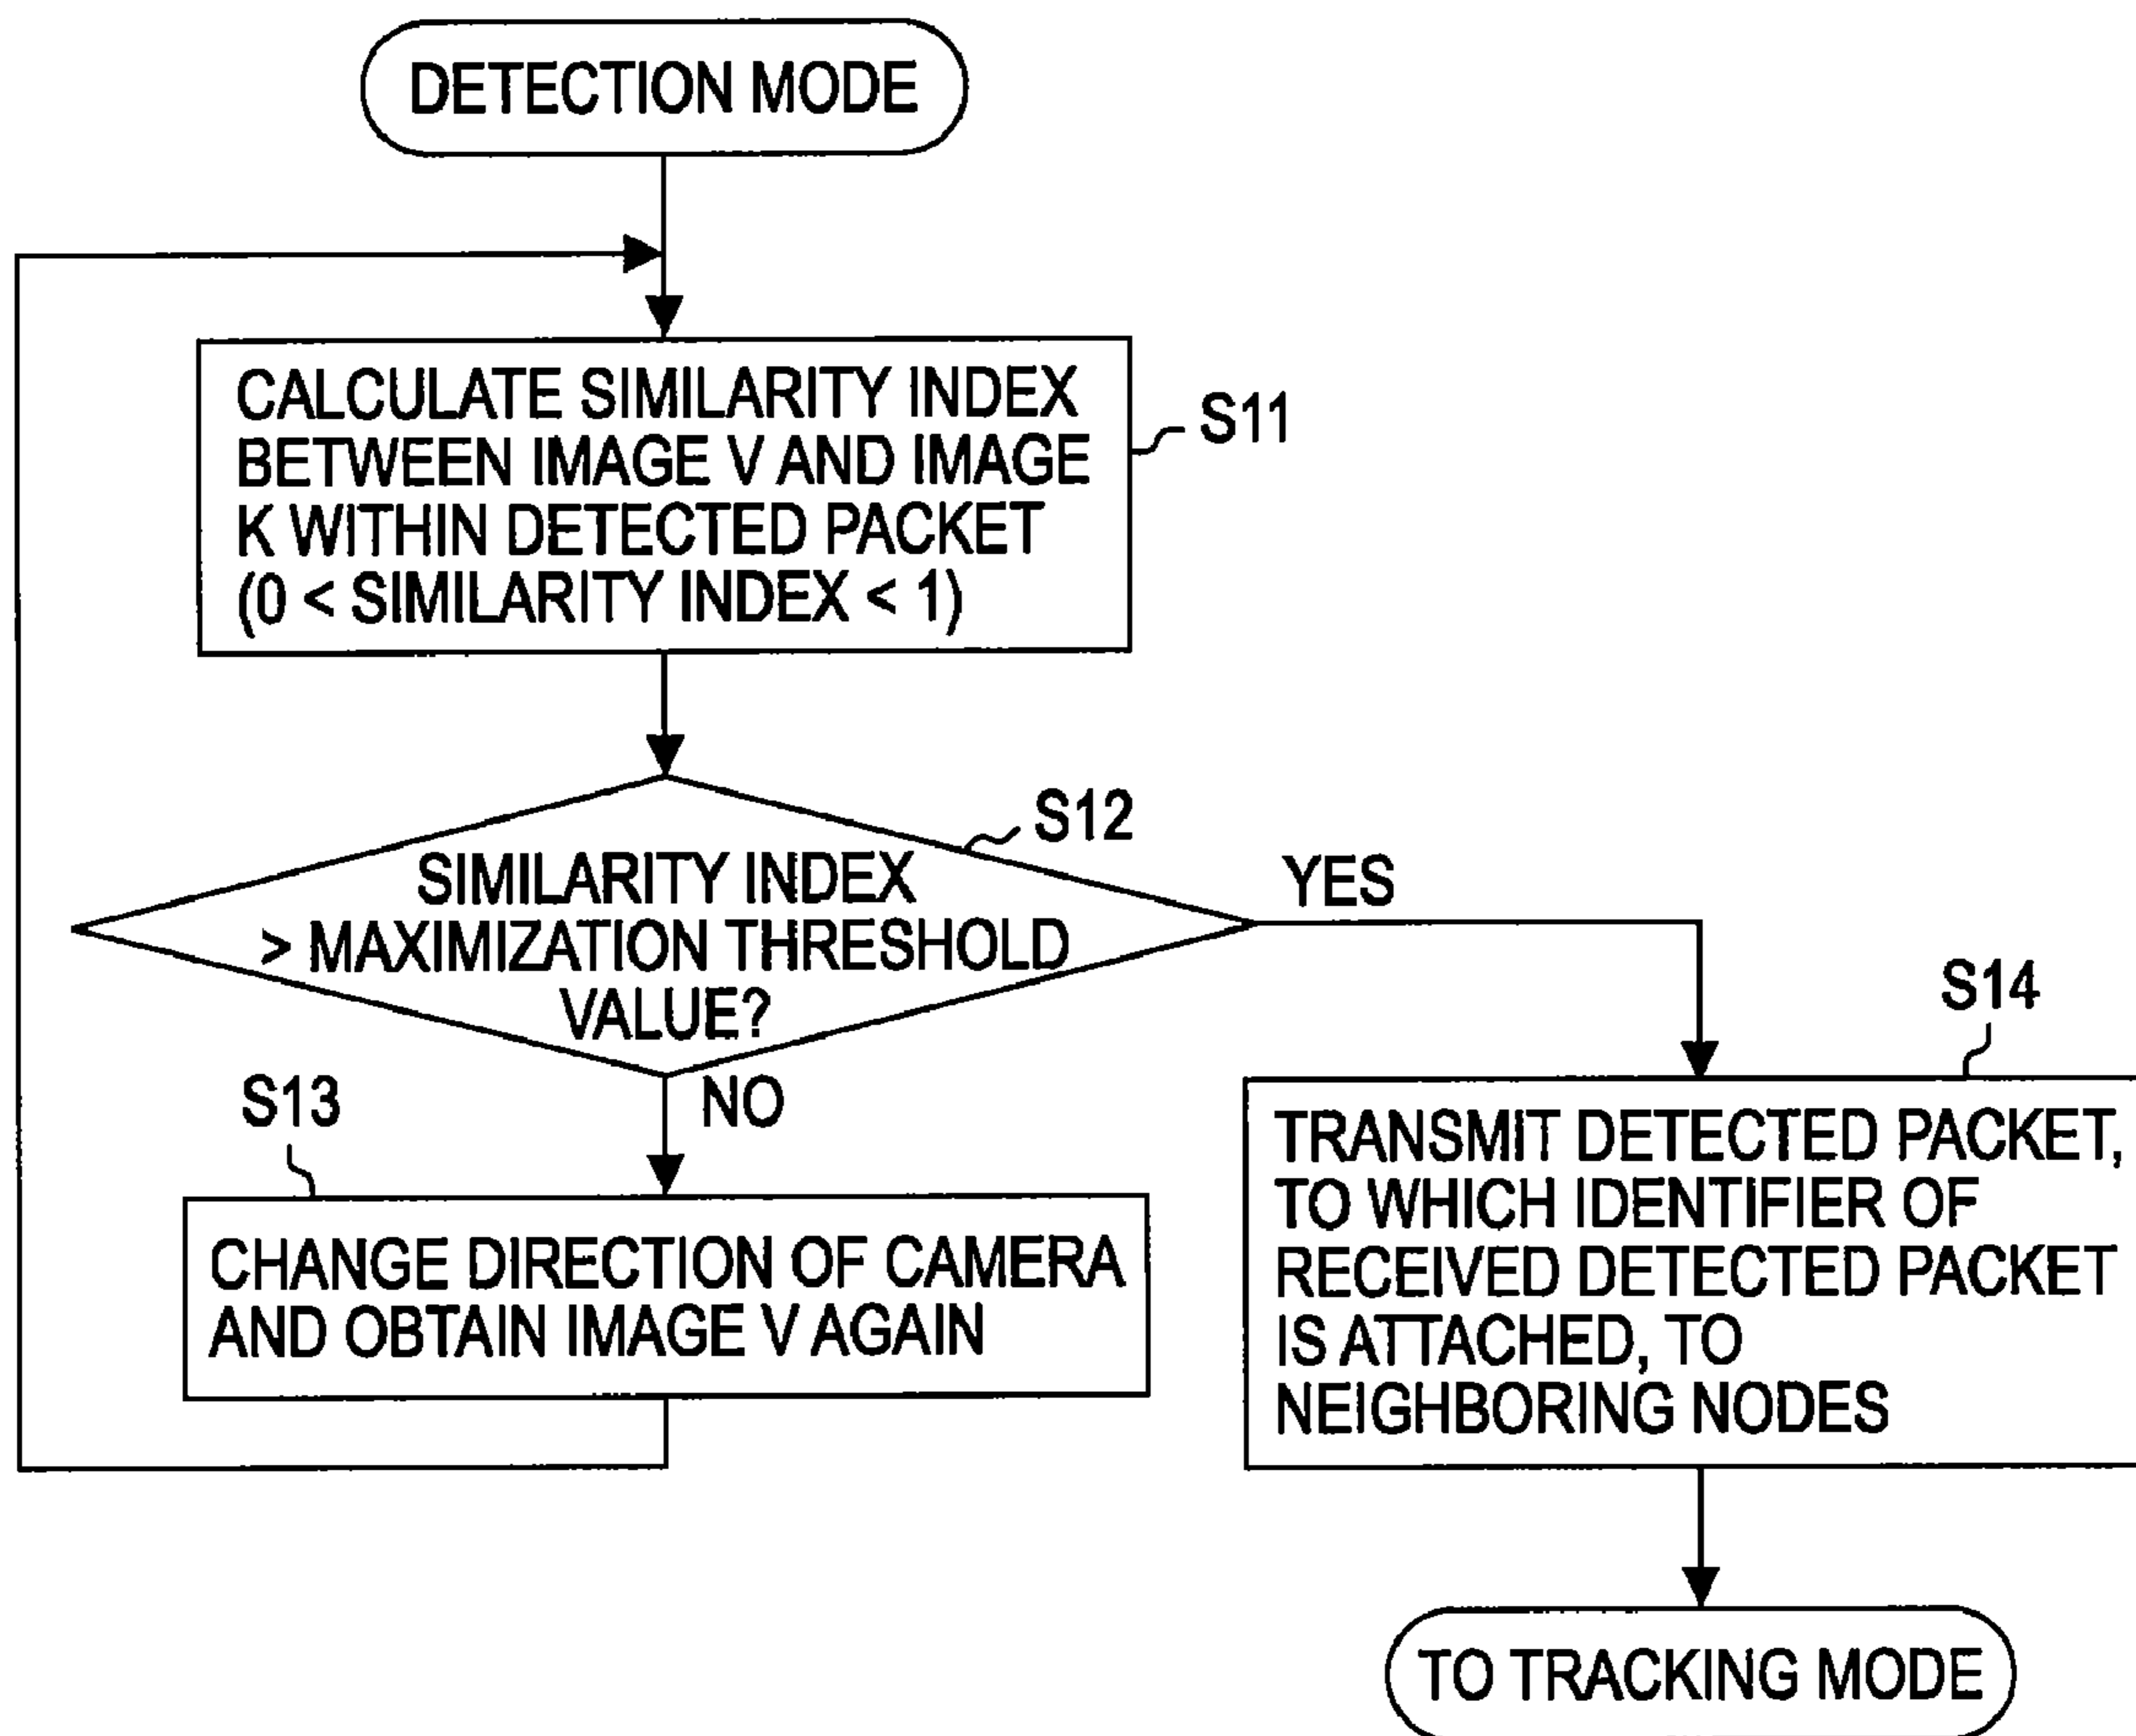 DETECTION MODE
CALCULATE SIMILARITY INDEX
BETWEEN IMAGE V AND IMAGE
K WITHIN DETECTED PACKET
(0 < SIMILARITY INDEX < 1)
S11
S12
SIMILARITY INDEX
> MAXIMIZATION THRESHOLD
VALUE?
YES
NO
S13
CHANGE DIRECTION OF CAMERA
AND OBTAIN IMAGE V AGAIN
S14
TRANSMIT DETECTED PACKET,
TO WHICH IDENTIFIER OF
RECEIVED DETECTED PACKET
IS ATTACHED, TO
NEIGHBORING NODES
TO TRACKING MODE